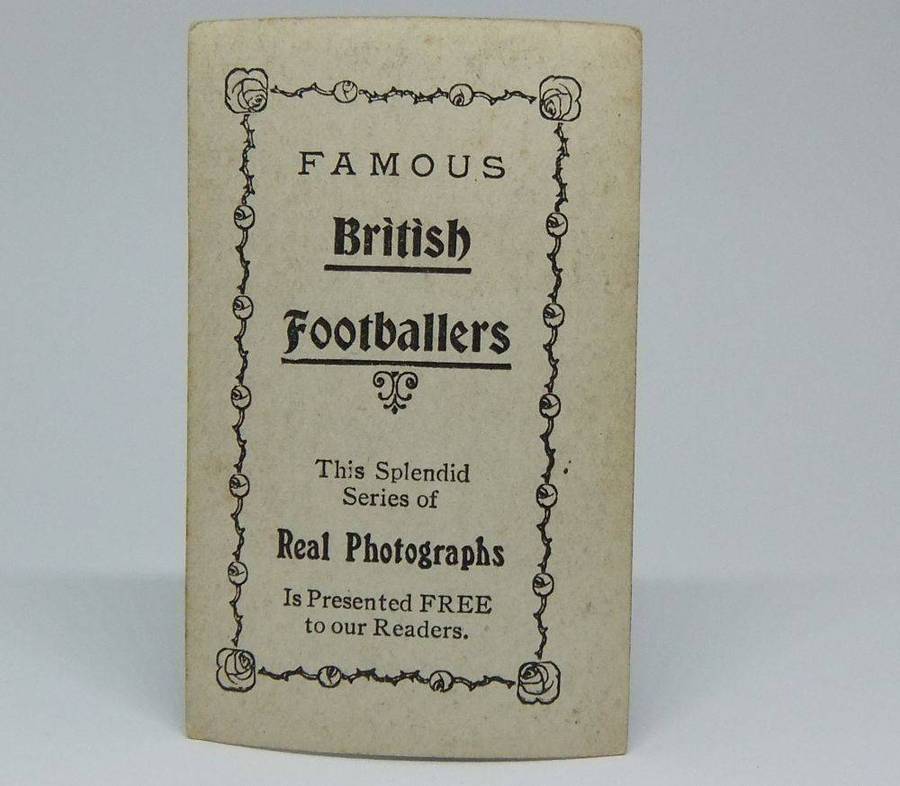 FAMOUS
British
Footballers
This Splendid
Series of
Real Photographs
Is Presented FREE
to our Readers.